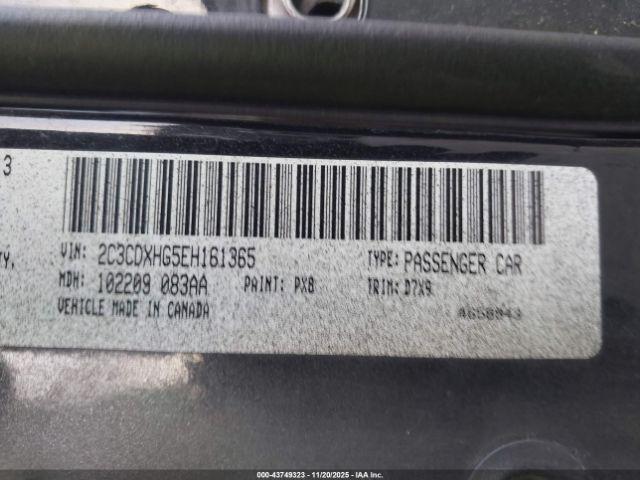 3
VIN: 2C3CDXHG5EH161365 TYPE: PASSENGER CAR
TY,
MDH: 102209 083AA PAINT: PX8 TRIM: D7X9
VEHICLE MADE IN CANADA
000-43749323 | 11/20/2025 - IAA, Inc.